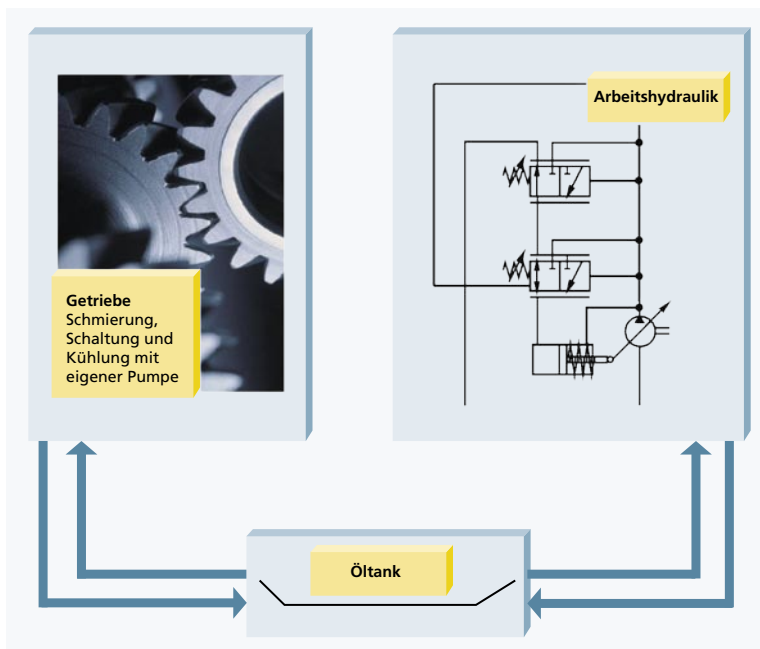 Arbeitshydraulik
Getriebe
Schmierung,
Schaltung und
Kühlung mit
eigener Pumpe
Öltank